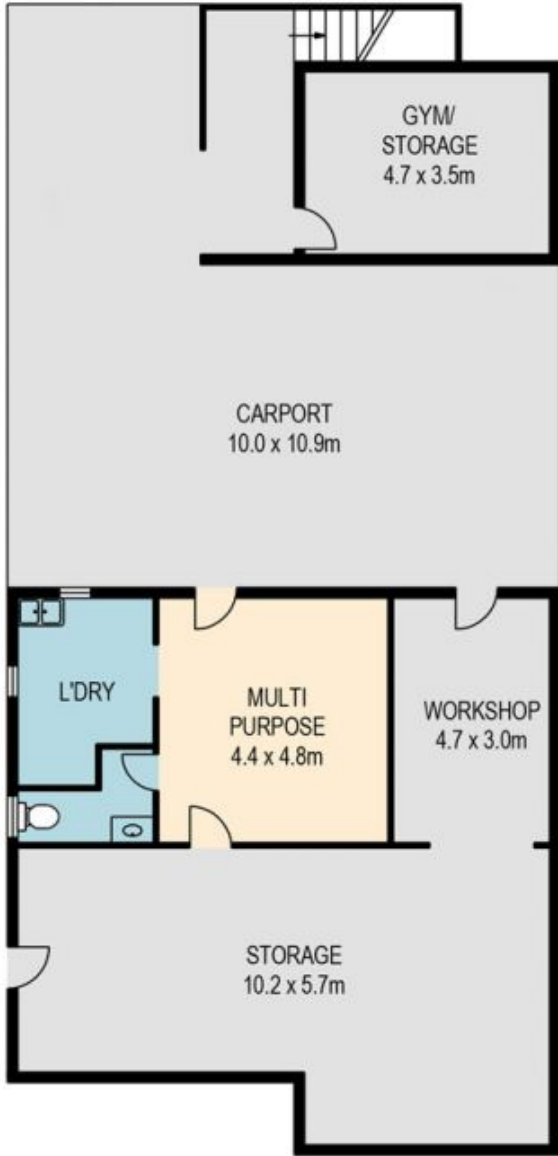 GYM/
STORAGE
4.7 x 3.5m
CARPORT
10.0 x 10.9m
L'DRY
MULTI
PURPOSE
4.4 x 4.8m
WORKSHOP
4.7 x 3.0m
STORAGE
10.2 x 5.7m